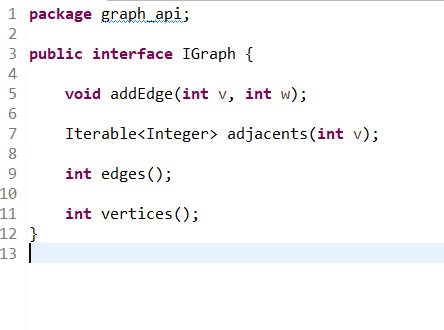 1 package graph_api;
2
3 public interface IGraph {
4
5     void addEdge(int v, int w);
6
7     Iterable<Integer> adjacents(int v);
8
9     int edges();
10
11     int vertices();
12 }
13